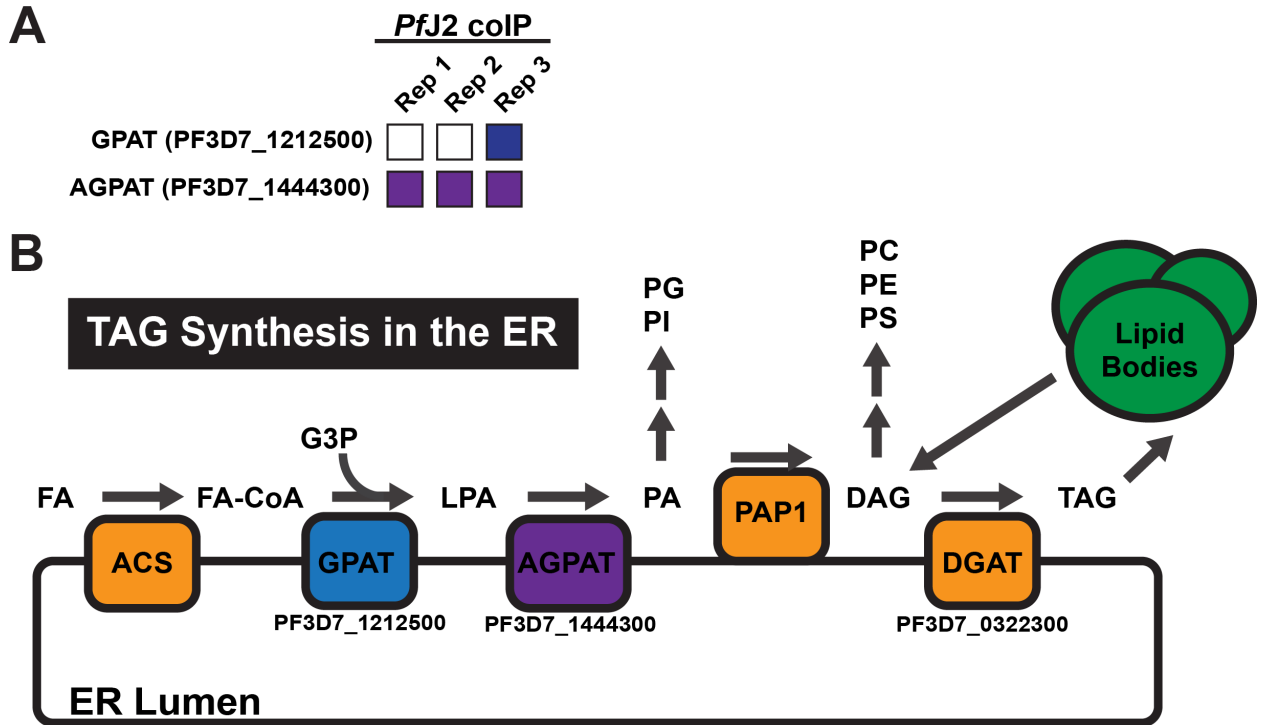 A
PfJ2 coIP
Rep 1
Rep 2
Rep 3
GPAT (PF3D7_1212500)
AGPAT (PF3D7_1444300)
B
TAG Synthesis in the ER
PG
PI
PC
PE
PS
Lipid
Bodies
G3P
FA
FA-CoA
LPA
PA
DAG
TAG
ACS
GPAT
AGPAT
PAP1
DGAT
PF3D7_1212500
PF3D7_1444300
PF3D7_0322300
ER Lumen